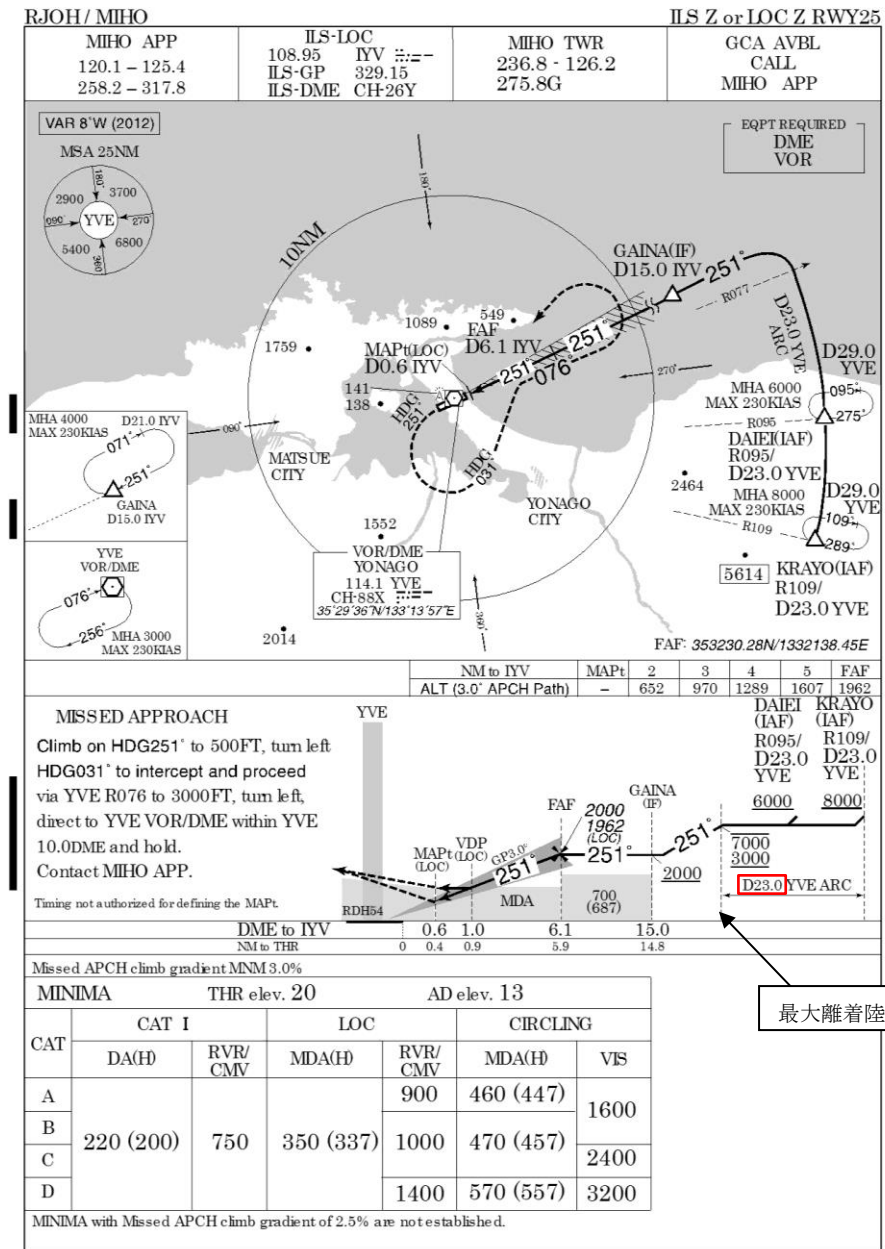 RJOH / MIHO
ILS Z or LOC Z RWY25
MIHO APP
120.1 – 125.4
258.2 – 317.8
ILS-LOC
108.95 IYV
ILS-GP 329.15
ILS-DME CH-26Y
MIHO TWR
236.8 - 126.2
275.8G
GCA AVBL
CALL
MIHO APP
VAR 8°W (2012)
MSA 25NM
180°
2900
3700
090°
YVE
270°
5400
6800
360°
EQPT REQUIRED
DME
VOR
180°
10NM
GAINA(IF)
D15.0 IYV
251°
R077
D23.0 YVE
ARC
549
1089
FAF
D6.1 IYV
251°
1759
MAPt(LOC)
D0.6 IYV
251°
076°
270°
D29.0
YVE
141
138
HDG
251
MHA 6000
MAX 230KIAS
095°
275°
R095
DAIEI(IAF)
R095/
D23.0 YVE
MHA 4000
MAX 230KIAS
D21.0 IYV
071°
251°
GAINA
D15.0 IYV
090°
MATSUE
CITY
HDG
031
YONAGO
CITY
2464
D29.0
YVE
MHA 8000
MAX 230KIAS
109°
R109
289°
1552
VOR/DME
YONAGO
114.1 YVE
CH-88X
35°29'36"N/133°13'57"E
5614
KRAYO(IAF)
R109/
D23.0 YVE
YVE
VOR/DME
076°
256°
MHA 3000
MAX 230KIAS
360°
2014
FAF: 353230.28N/1332138.45E
NM to IYV MAPt 2 3 4 5 FAF
ALT (3.0° APCH Path) – 652 970 1289 1607 1962
MISSED APPROACH
Climb on HDG251° to 500FT, turn left
HDG031° to intercept and proceed
via YVE R076 to 3000FT, turn left,
direct to YVE VOR/DME within YVE
10.0DME and hold.
Contact MIHO APP.
Timing not authorized for defining the MAPt.
YVE
DAIEI
(IAF)
R095/
D23.0
YVE
KRAYO
(IAF)
R109/
D23.0
YVE
6000
8000
GAINA
(IF)
FAF
2000
1962
(LOC)
VDP
(LOC)
MAPt
(LOC)
GP3.0°
251°
251°
251°
7000
3000
2000
D23.0 YVE ARC
MDA
700
(687)
RDH54
DME to IYV 0.6 1.0 6.1 15.0
NM to THR 0 0.4 0.9 5.9 14.8
Missed APCH climb gradient MNM 3.0%
最大離着陸
MINIMA THR elev. 20 AD elev. 13
CAT CAT I LOC CIRCLING
DA(H) RVR/CMV MDA(H) RVR/CMV MDA(H) VIS
A 900 460 (447) 1600
B 220 (200) 750 350 (337) 1000 470 (457)
C 2400
D 1400 570 (557) 3200
MINIMA with Missed APCH climb gradient of 2.5% are not established.